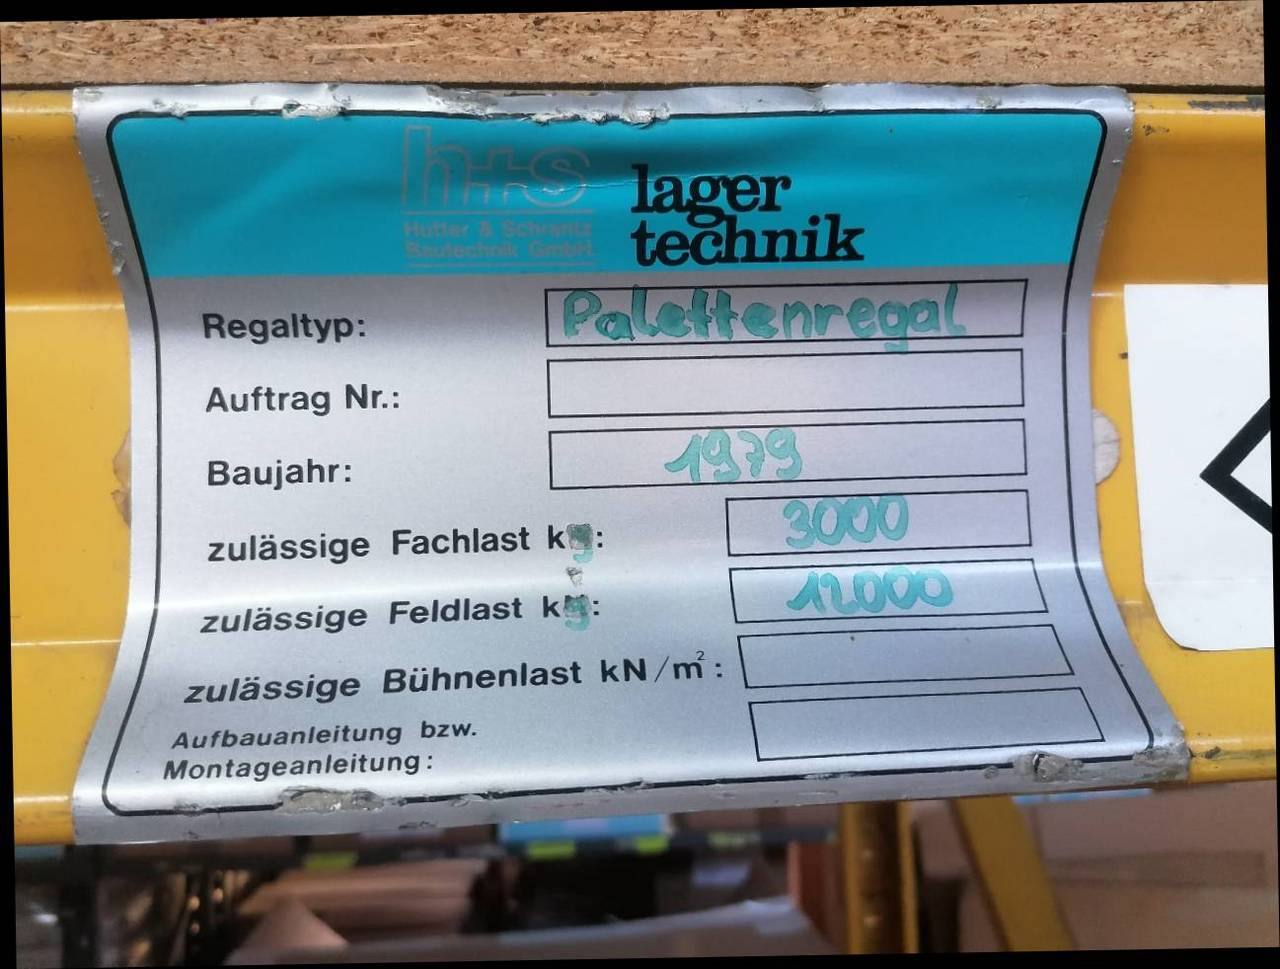 h+s
Hutter & Schrantz
Bautechnik GmbH.
lager
technik
Regaltyp: Palettenregal
Auftrag Nr.:
Baujahr: 1979
zulässige Fachlast kg: 3000
zulässige Feldlast kg: 12000
zulässige Bühnenlast kN/m²:
Aufbauanleitung bzw.
Montageanleitung: